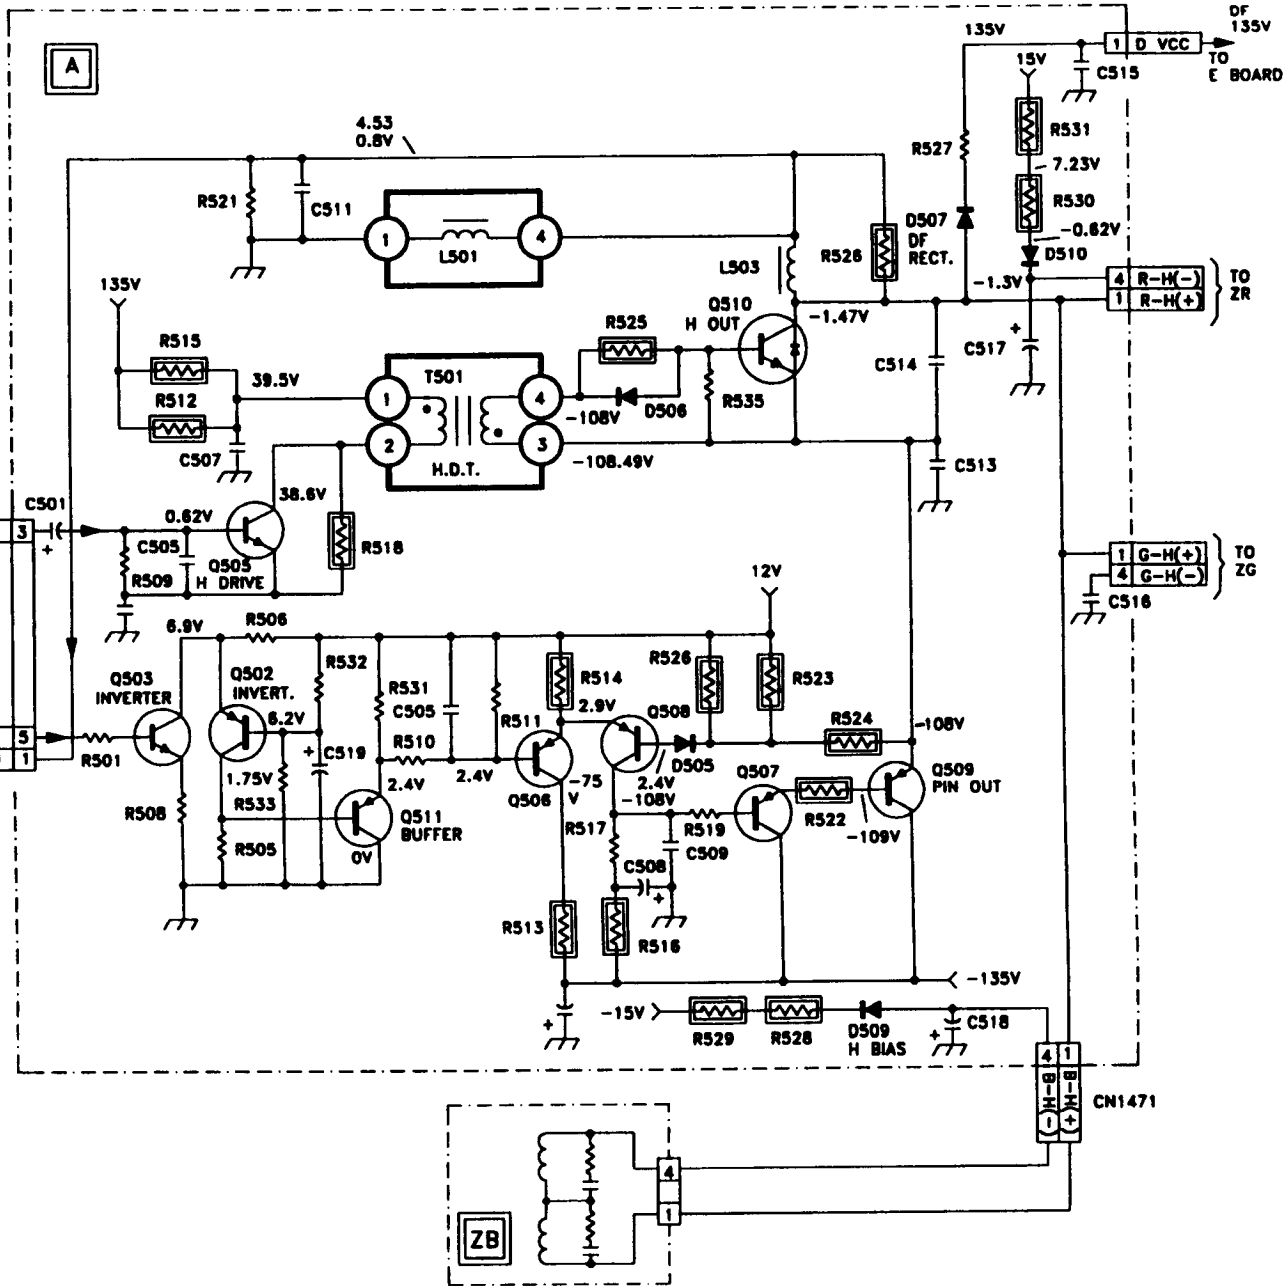 DF
135V
135V
1 D VCC
TO
E BOARD
A
15V
C515
R531
4.53
0.8V
R527
7.23V
R521
C511
1
4
L501
R530
-0.62V
D507
DF
RECT.
D510
R526
L503
-1.3V
4 R-H(-)
1 R-H(+)
TO
ZR
135V
Q510
H OUT
-1.47V
R515
R525
C514
+
C517
39.5V
T501
1
4
R512
D506
R535
-108V
C507
2
3
H.D.T.
-108.49V
C513
38.6V
C501
3
+
0.62V
C505
R518
R509
Q505
H DRIVE
1 G-H(+)
4 G-H(-)
TO
ZG
12V
C516
R506
6.9V
R532
Q503
INVERTER
Q502
INVERT.
R526
R514
R523
R531
C505
2.9V
Q508
6.2V
R511
R524
-108V
5
1
R501
+
C519
R510
2.4V
2.4V
D505
2.4V
-75
V
Q507
Q509
PIN OUT
1.75V
R533
Q506
-108V
R508
Q511
BUFFER
R517
R519
R522
-109V
R505
0V
C509
C508
+
R513
R516
-135V
-15V
+
R529
R528
D509
H BIAS
+
C518
4 1
B-H(-)
B-H(+)
CN1471
4
1
ZB